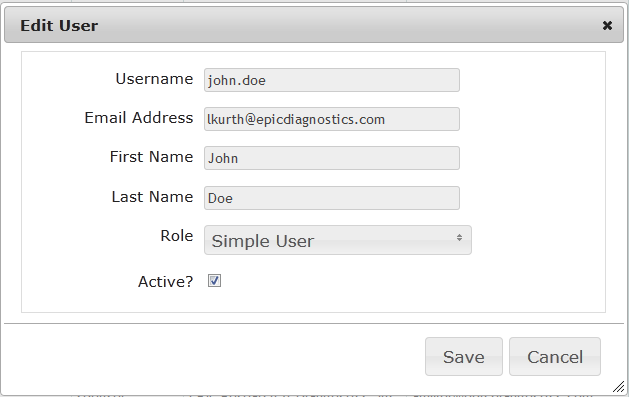 Edit User
Username john.doe
Email Address lkurth@epicdiagnostics.com
First Name John
Last Name Doe
Role Simple User
Active?
Save Cancel